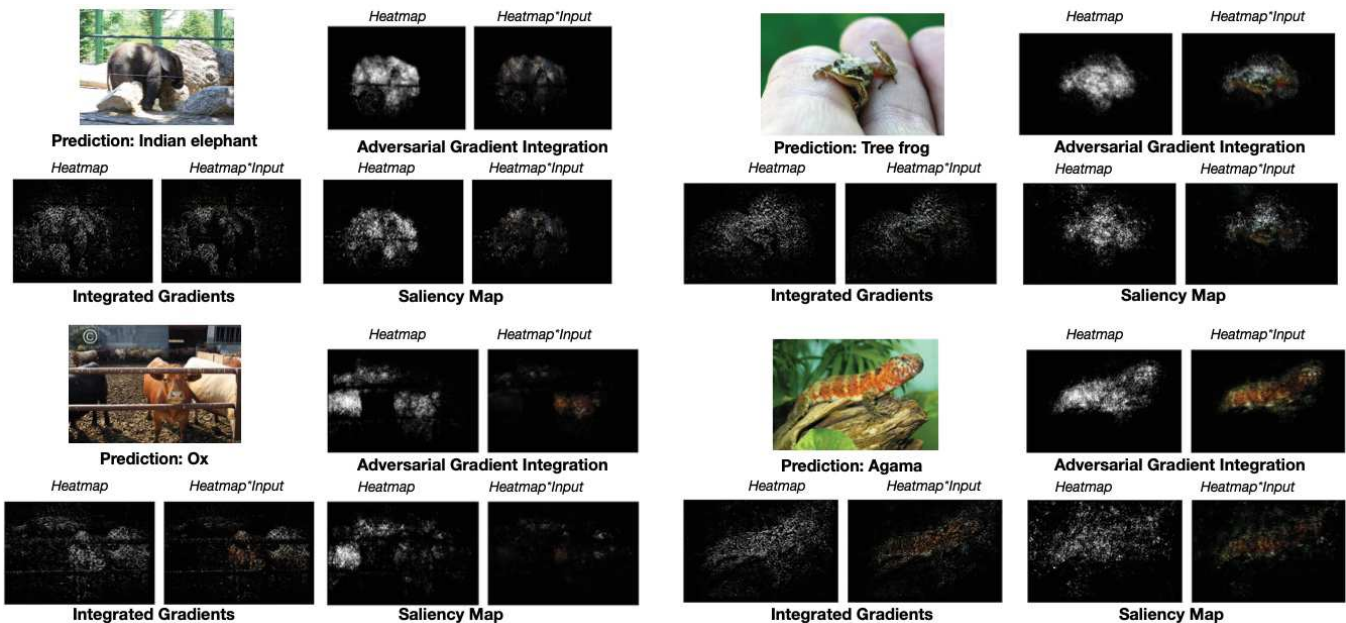 Heatmap Heatmap*Input
Prediction: Indian elephant
Adversarial Gradient Integration
Heatmap Heatmap*Input
Integrated Gradients
Heatmap Heatmap*Input
Saliency Map
Heatmap Heatmap*Input
Prediction: Tree frog
Adversarial Gradient Integration
Heatmap Heatmap*Input
Integrated Gradients
Heatmap Heatmap*Input
Saliency Map
©
Heatmap Heatmap*Input
Prediction: Ox
Adversarial Gradient Integration
Heatmap Heatmap*Input
Integrated Gradients
Heatmap Heatmap*Input
Saliency Map
Heatmap Heatmap*Input
Prediction: Agama
Adversarial Gradient Integration
Heatmap Heatmap*Input
Integrated Gradients
Heatmap Heatmap*Input
Saliency Map